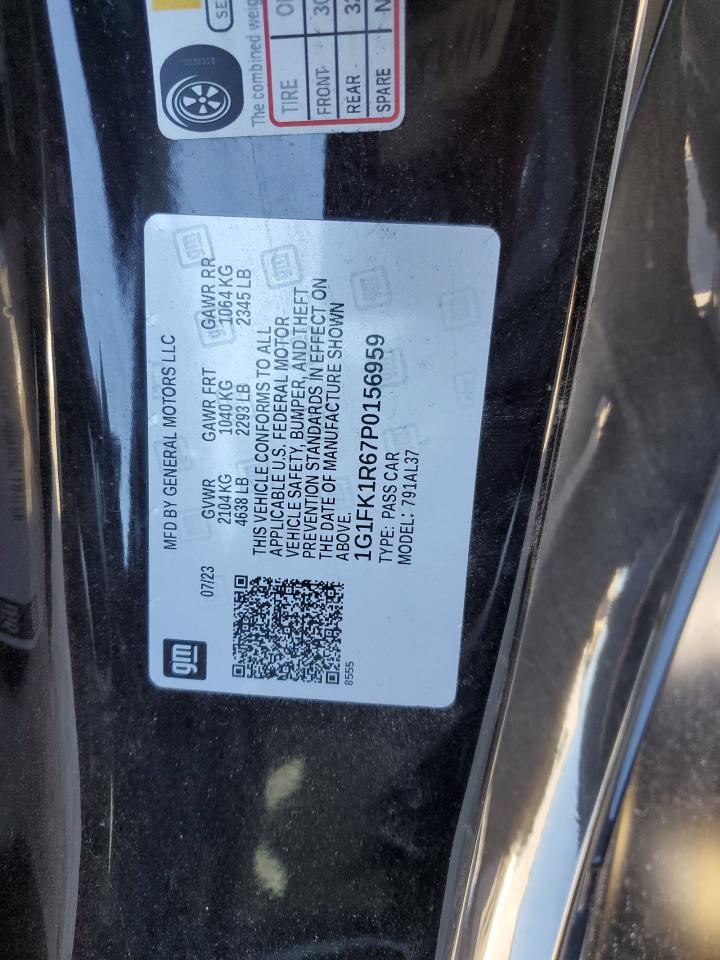 The combined weig
TIRE
FRONT
REAR
SPARE
gm
MFD BY GENERAL MOTORS LLC
07/23
GVWR GAWR FRT GAWR RR
2104 KG 1040 KG 1064 KG
4638 LB 2293 LB 2345 LB
THIS VEHICLE CONFORMS TO ALL
APPLICABLE U.S. FEDERAL MOTOR
VEHICLE SAFETY, BUMPER, AND THEFT
PREVENTION STANDARDS IN EFFECT ON
THE DATE OF MANUFACTURE SHOWN
ABOVE.
1G1FK1R67P0156959
TYPE: PASS CAR
MODEL: 791AL37
8555